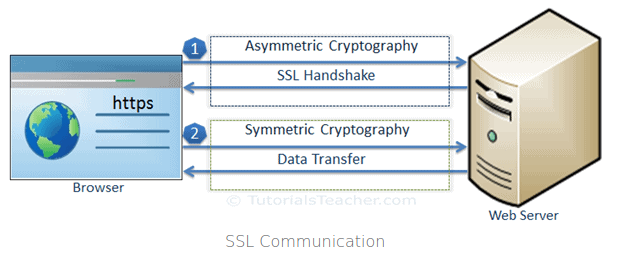 1
Asymmetric Cryptography
SSL Handshake
https
2
Symmetric Cryptography
Data Transfer
Browser
© TutorialsTeacher.com
Web Server
SSL Communication